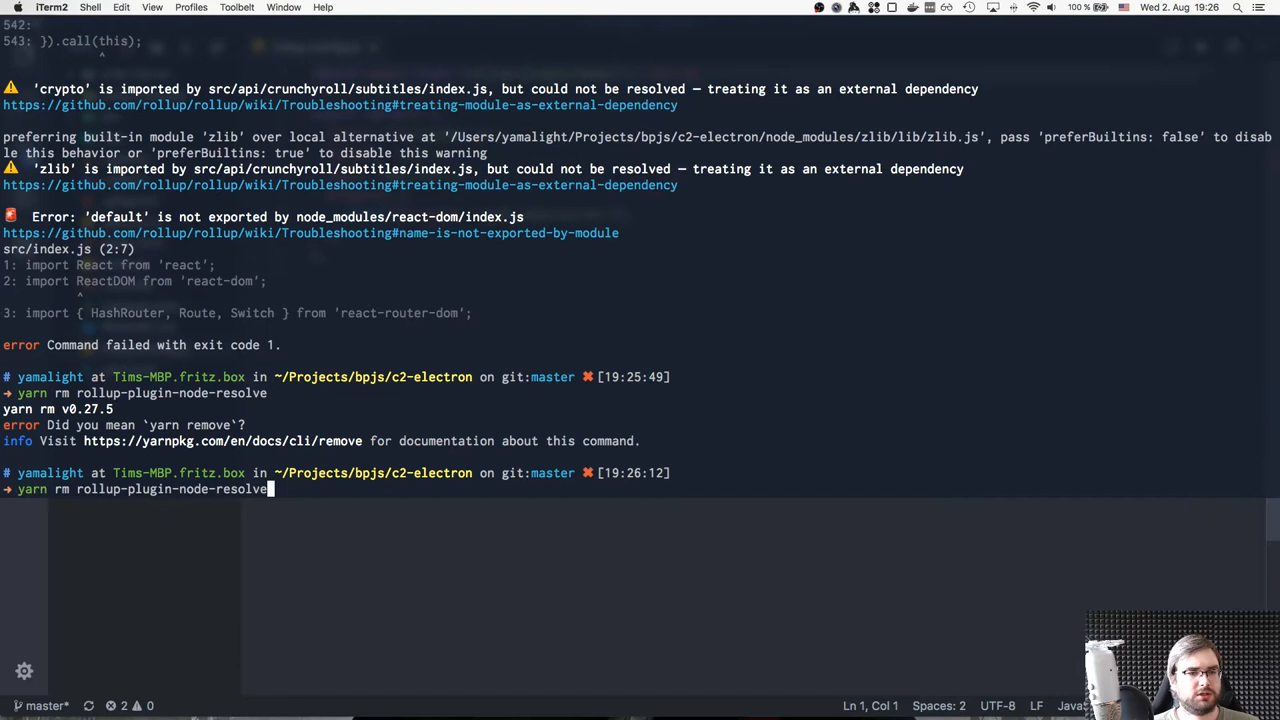 iTerm2 Shell Edit View Profiles Toolbelt Window Help 100 % Wed 2. Aug 19:26
542:
543: }).call(this);
^
'crypto' is imported by src/api/crunchyroll/subtitles/index.js, but could not be resolved – treating it as an external dependency
https://github.com/rollup/rollup/wiki/Troubleshooting#treating-module-as-external-dependency
preferring built-in module 'zlib' over local alternative at '/Users/yamalight/Projects/bpjs/c2-electron/node_modules/zlib/lib/zlib.js', pass 'preferBuiltins: false' to disab
le this behavior or 'preferBuiltins: true' to disable this warning
'zlib' is imported by src/api/crunchyroll/subtitles/index.js, but could not be resolved – treating it as an external dependency
https://github.com/rollup/rollup/wiki/Troubleshooting#treating-module-as-external-dependency
Error: 'default' is not exported by node_modules/react-dom/index.js
https://github.com/rollup/rollup/wiki/Troubleshooting#name-is-not-exported-by-module
src/index.js (2:7)
1: import React from 'react';
2: import ReactDOM from 'react-dom';
^
3: import { HashRouter, Route, Switch } from 'react-router-dom';
error Command failed with exit code 1.
# yamalight at Tims-MBP.fritz.box in ~/Projects/bpjs/c2-electron on git:master ✖ [19:25:49]
➜ yarn rm rollup-plugin-node-resolve
yarn rm v0.27.5
error Did you mean `yarn remove`?
info Visit https://yarnpkg.com/en/docs/cli/remove for documentation about this command.
# yamalight at Tims-MBP.fritz.box in ~/Projects/bpjs/c2-electron on git:master ✖ [19:26:12]
➜ yarn rm rollup-plugin-node-resolve
master* 2 0 Ln 1, Col 1 Spaces: 2 UTF-8 LF